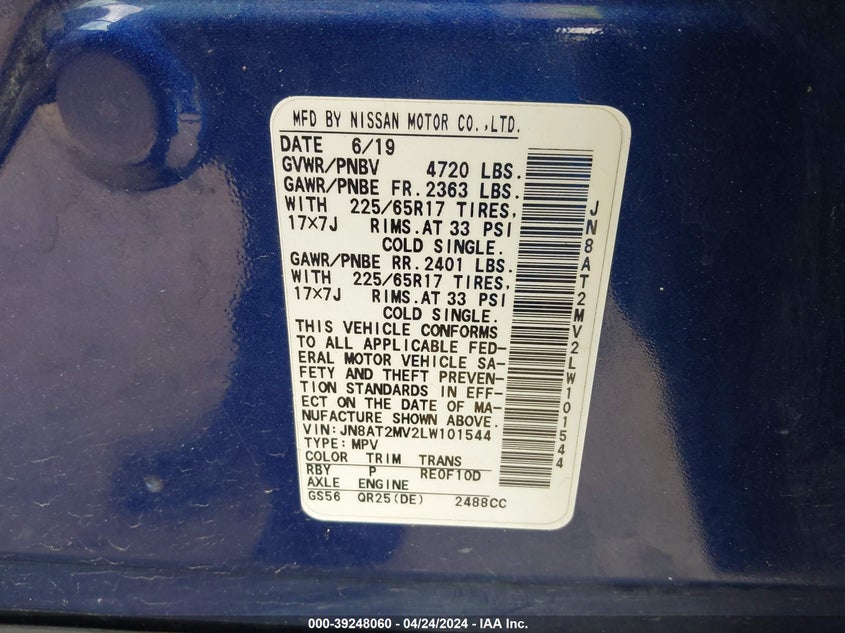 MFD BY NISSAN MOTOR CO.,LTD.
DATE 6/19
GVWR/PNBV 4720 LBS.
GAWR/PNBE FR. 2363 LBS.
WITH 225/65R17 TIRES,
17×7J RIMS.AT 33 PSI
COLD SINGLE.
GAWR/PNBE RR. 2401 LBS.
WITH 225/65R17 TIRES,
17×7J RIMS.AT 33 PSI
COLD SINGLE.
THIS VEHICLE CONFORMS
TO ALL APPLICABLE FED-
ERAL MOTOR VEHICLE SA-
FETY AND THEFT PREVEN-
TION STANDARDS IN EFF-
ECT ON THE DATE OF MA-
NUFACTURE SHOWN ABOVE.
VIN: JN8AT2MV2LW101544
TYPE: MPV
COLOR TRIM TRANS
RBY P RE0F10D
AXLE ENGINE
GS56 QR25(DE) 2488CC
JN8AT2MV2LW101544
000-39248060 - 04/24/2024 - IAA Inc.